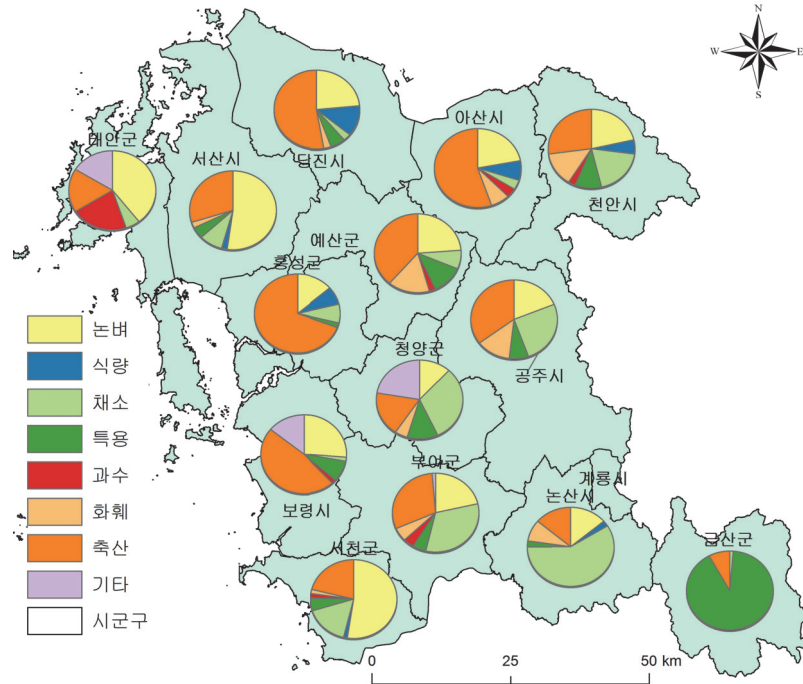 N
W
E
S
아산시
태안군
서산시
당진시
천안시
예산군
홍성군
청양군
공주시
보령시
부여군
계룡시
논산시
서천군
금산군
논벼
식량
채소
특용
과수
화훼
축산
기타
시군구
0 25 50 km